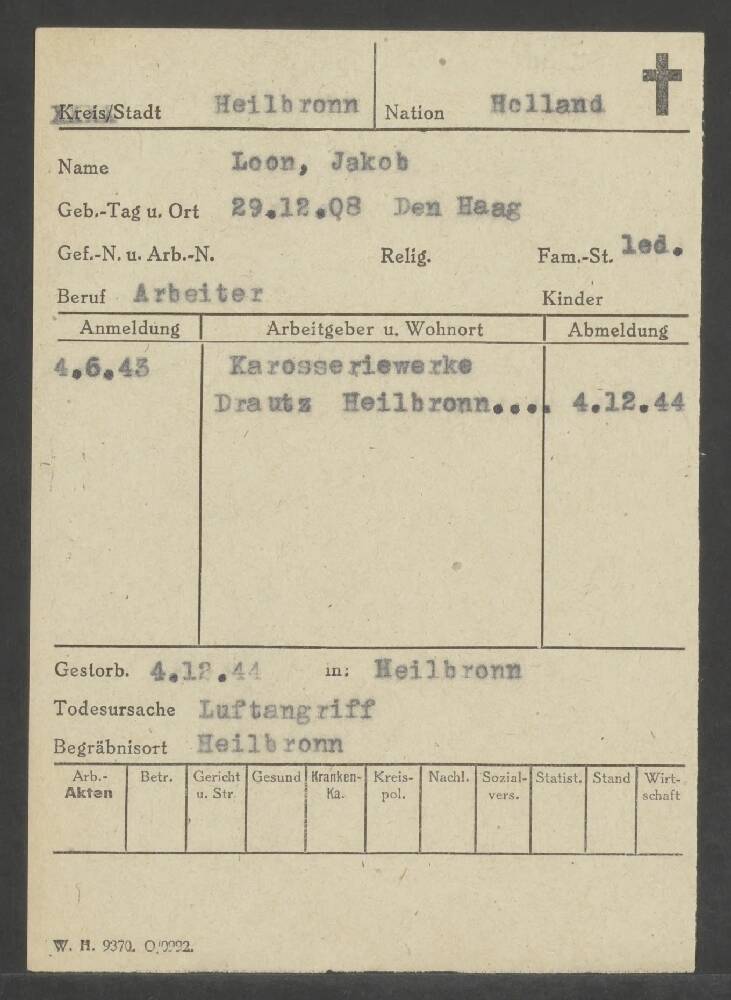 Kreis/Stadt Heilbronn Nation Holland
Name Loon, Jakob
Geb.-Tag u. Ort 29.12.08 Den Haag
Gef.-N. u. Arb.-N. Relig. Fam.-St. led.
Beruf Arbeiter Kinder
Anmeldung Arbeitgeber u. Wohnort Abmeldung
4.6.43 Karosseriewerke
Drautz Heilbronn.... 4.12.44
Gestorb. 4.12.44 in: Heilbronn
Todesursache Luftangriff
Begräbnisort Heilbronn
Arb.- Betr. Gericht Gesund Kranken- Kreis- Nachl. Sozial- Statist. Stand Wirt-
Akten u. Str. Ka. pol. vers. schaft
W. H. 9370.